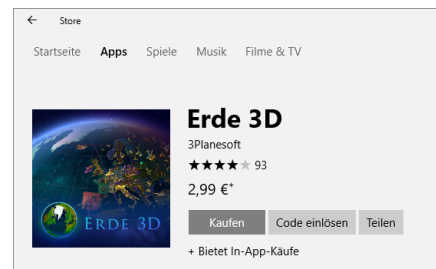 ← Store
Startseite Apps Spiele Musik Filme & TV
Erde 3D
3Planesoft
★★★★★ 93
2,99 €*
ERDE 3D
Kaufen Code einlösen Teilen
+ Bietet In-App-Käufe